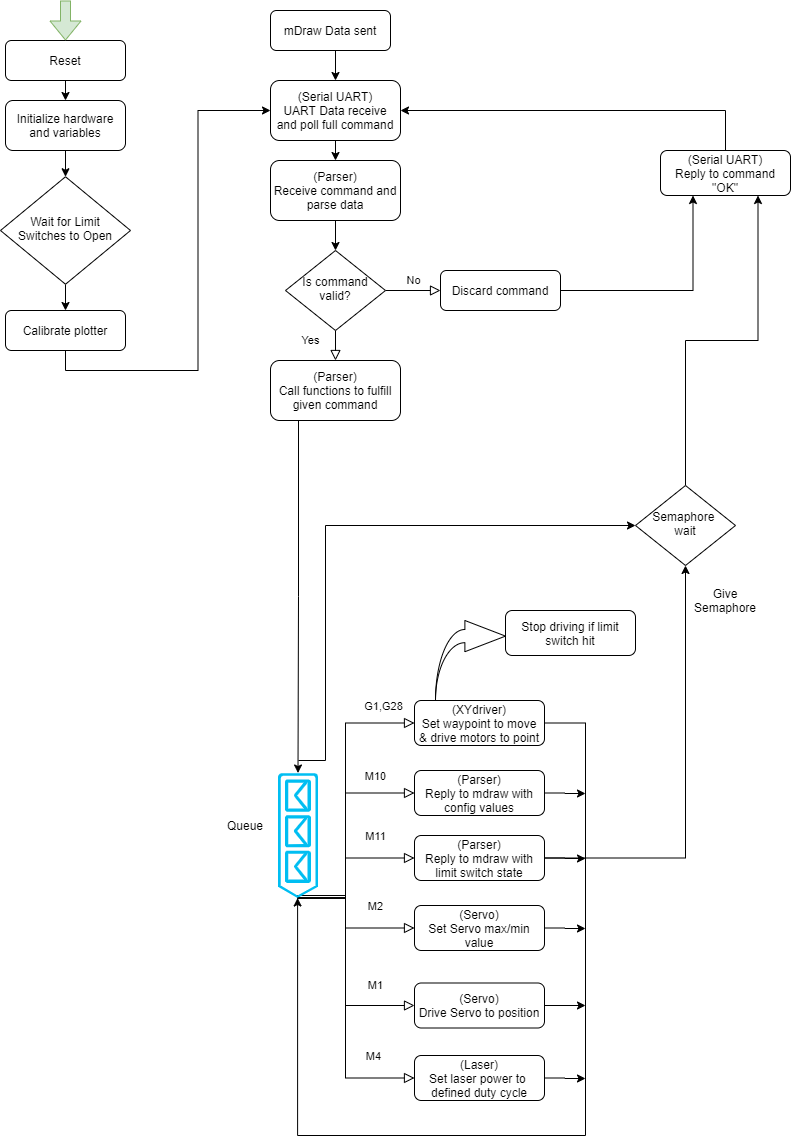 Reset
Initialize hardware
and variables
Wait for Limit
Switches to Open
Calibrate plotter
mDraw Data sent
(Serial UART)
UART Data receive
and poll full command
(Parser)
Receive command and
parse data
Is command
valid?
No
Discard command
Yes
(Parser)
Call functions to fulfill
given command
(Serial UART)
Reply to command
"OK"
Semaphore
wait
Give
Semaphore
Stop driving if limit
switch hit
Queue
G1,G28
(XYdriver)
Set waypoint to move
& drive motors to point
M10
(Parser)
Reply to mdraw with
config values
M11
(Parser)
Reply to mdraw with
limit switch state
M2
(Servo)
Set Servo max/min
value
M1
(Servo)
Drive Servo to position
M4
(Laser)
Set laser power to
defined duty cycle